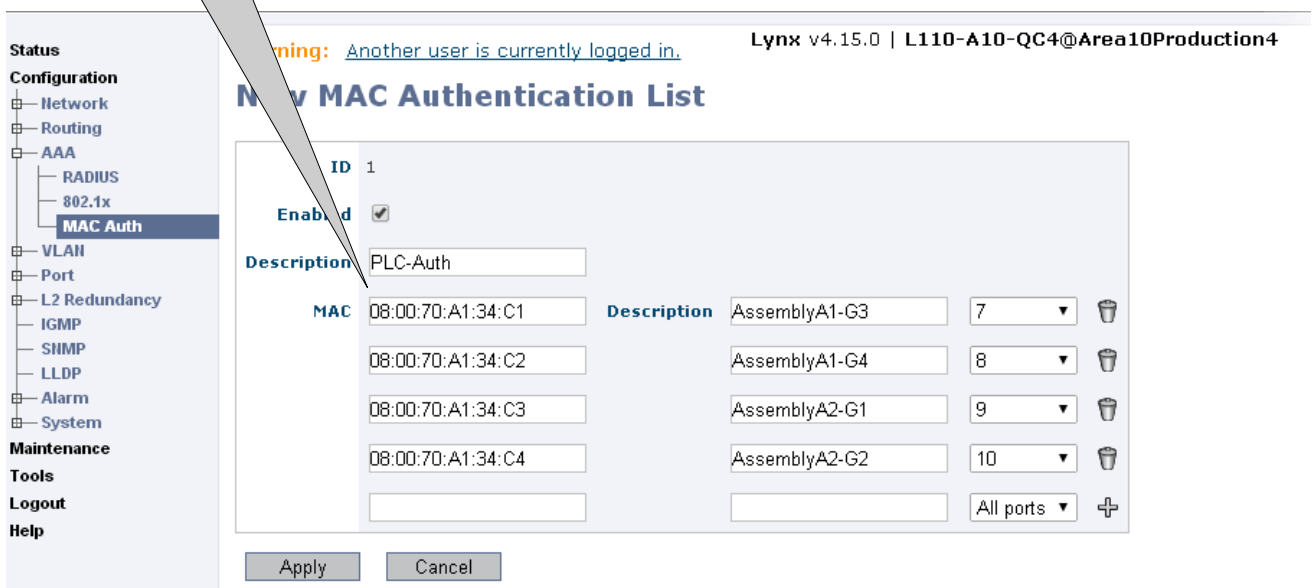 Lynx v4.15.0 | L110-A10-QC4@Area10Production4
Another user is currently logged in.
Status
Configuration
Network
Routing
AAA
RADIUS
802.1x
MAC Auth
VLAN
Port
L2 Redundancy
IGMP
SNMP
LLDP
Alarm
System
Maintenance
Tools
Logout
Help
MAC Authentication List
ID 1
Enabled
Description PLC-Auth
MAC 08:00:70:A1:34:C1 Description AssemblyA1-G3 7
08:00:70:A1:34:C2 AssemblyA1-G4 8
08:00:70:A1:34:C3 AssemblyA2-G1 9
08:00:70:A1:34:C4 AssemblyA2-G2 10
All ports
Apply Cancel